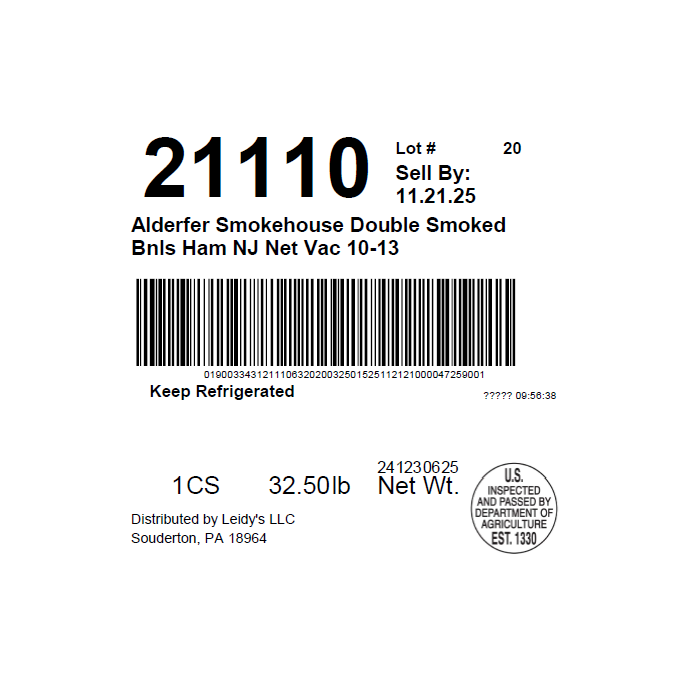 21110
Lot # 20
Sell By:
11.21.25
Alderfer Smokehouse Double Smoked
Bnls Ham NJ Net Vac 10-13
019003343121110632020032501525112121000047259001
Keep Refrigerated
????? 09:56:38
241230625
1CS 32.50lb Net Wt.
Distributed by Leidy's LLC
Souderton, PA 18964
U.S.
INSPECTED
AND PASSED BY
DEPARTMENT OF
AGRICULTURE
EST. 1330